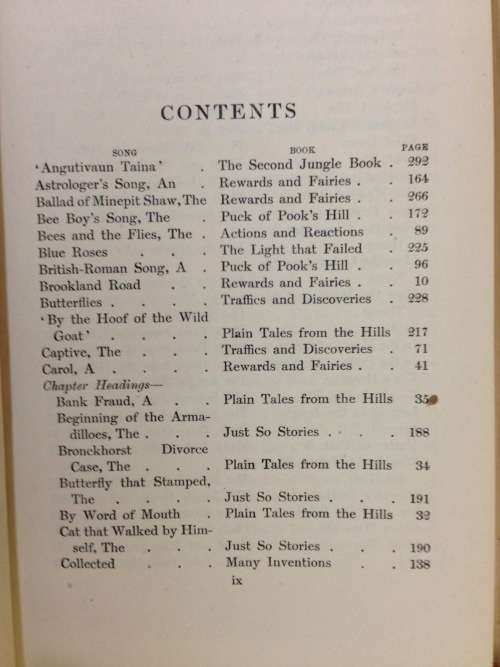 CONTENTS
SONG BOOK PAGE
'Angutivaun Taina' . The Second Jungle Book . 292
Astrologer's Song, An . Rewards and Fairies . . 164
Ballad of Minepit Shaw, The Rewards and Fairies . . 266
Bee Boy's Song, The . Puck of Pook's Hill . . 172
Bees and the Flies, The . Actions and Reactions . 89
Blue Roses . . . The Light that Failed . 225
British-Roman Song, A . Puck of Pook's Hill . . 96
Brookland Road . . Rewards and Fairies . . 10
Butterflies . . . . Traffics and Discoveries . 228
'By the Hoof of the Wild
Goat' . . . . Plain Tales from the Hills 217
Captive, The . . . Traffics and Discoveries . 71
Carol, A . . . . Rewards and Fairies . . 41
Chapter Headings—
Bank Fraud, A . . Plain Tales from the Hills 35
Beginning of the Arma-
dilloes, The . . . Just So Stories . . . 188
Bronckhorst Divorce
Case, The . . . Plain Tales from the Hills 34
Butterfly that Stamped,
The . . . . Just So Stories . . . 191
By Word of Mouth . Plain Tales from the Hills 32
Cat that Walked by Him-
self, The . . . Just So Stories . . . 190
Collected . . . Many Inventions . . 138
ix